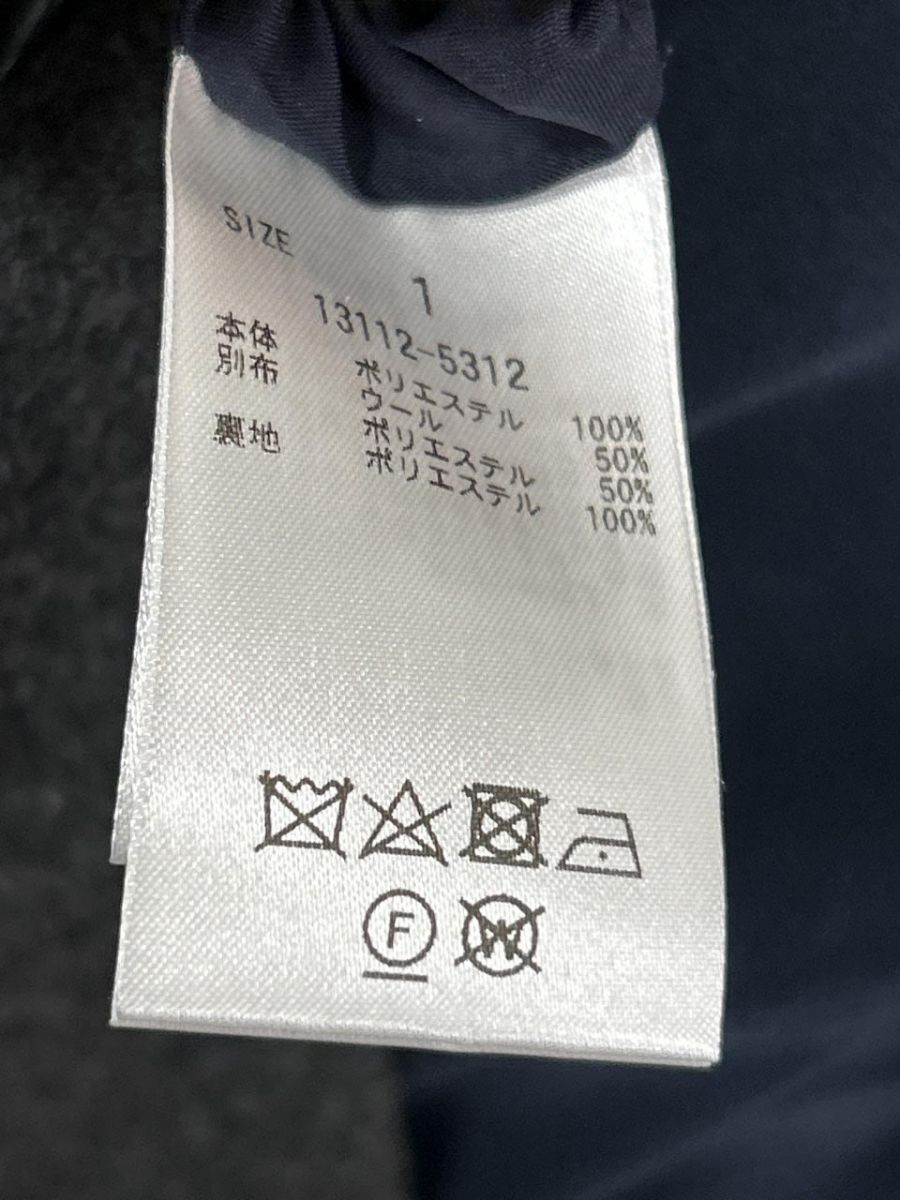 SIZE 1
13112-5312
本体 ポリエステル 100%
別布 ウール 50%
ポリエステル 50%
裏地 ポリエステル 100%
F W